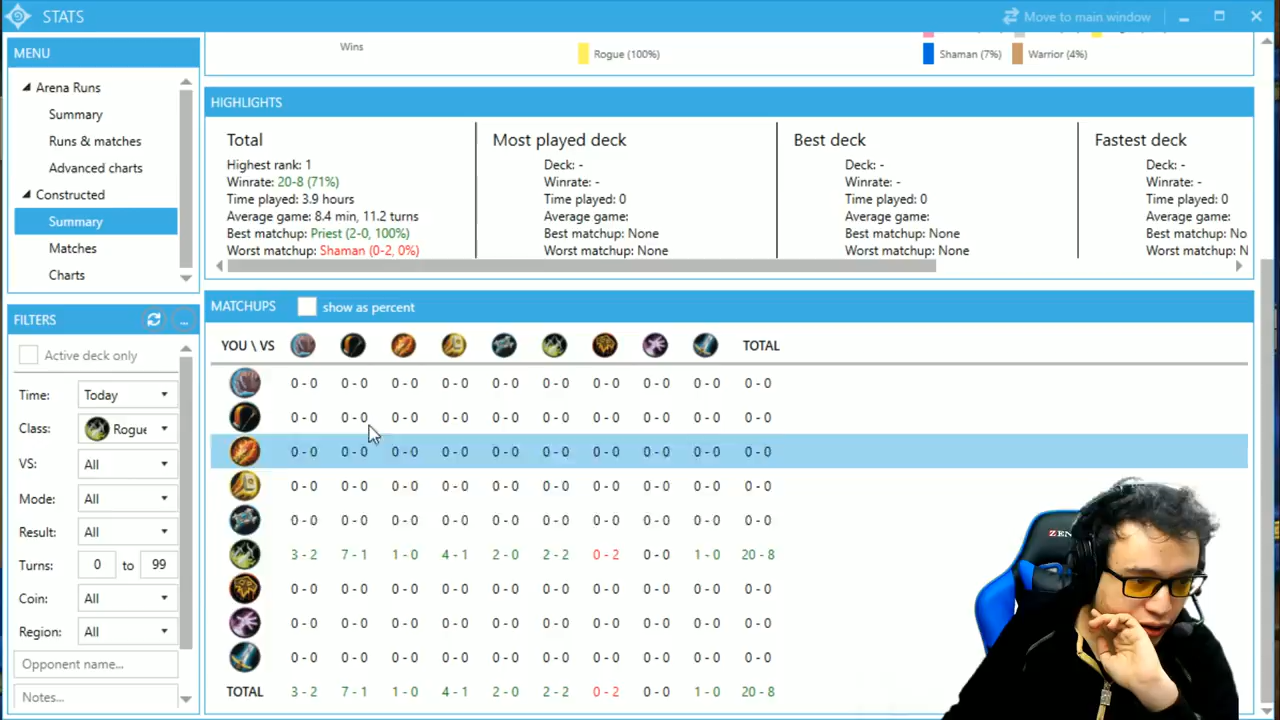 STATS
Move to main window
MENU
Arena Runs
Summary
Runs & matches
Advanced charts
Constructed
Summary
Matches
Charts
FILTERS
...
Active deck only
Time: Today
Class: Rogue
VS: All
Mode: All
Result: All
Turns: 0 to 99
Coin: All
Region: All
Opponent name...
Notes...
Wins
Rogue (100%)
Shaman (7%) Warrior (4%)
HIGHLIGHTS
Total
Highest rank: 1
Winrate: 20-8 (71%)
Time played: 3.9 hours
Average game: 8.4 min, 11.2 turns
Best matchup: Priest (2-0, 100%)
Worst matchup: Shaman (0-2, 0%)
Most played deck
Deck: -
Winrate: -
Time played: 0
Average game:
Best matchup: None
Worst matchup: None
Best deck
Deck: -
Winrate: -
Time played: 0
Average game:
Best matchup: None
Worst matchup: None
Fastest deck
Deck: -
Winrate: -
Time played: 0
Average game:
Best matchup: No
Worst matchup: N
MATCHUPS show as percent
YOU \ VS TOTAL
0 - 0 0 - 0 0 - 0 0 - 0 0 - 0 0 - 0 0 - 0 0 - 0 0 - 0 0 - 0
0 - 0 0 - 0 0 - 0 0 - 0 0 - 0 0 - 0 0 - 0 0 - 0 0 - 0 0 - 0
0 - 0 0 - 0 0 - 0 0 - 0 0 - 0 0 - 0 0 - 0 0 - 0 0 - 0 0 - 0
0 - 0 0 - 0 0 - 0 0 - 0 0 - 0 0 - 0 0 - 0 0 - 0 0 - 0 0 - 0
0 - 0 0 - 0 0 - 0 0 - 0 0 - 0 0 - 0 0 - 0 0 - 0 0 - 0 0 - 0
3 - 2 7 - 1 1 - 0 4 - 1 2 - 0 2 - 2 0 - 2 0 - 0 1 - 0 20 - 8
0 - 0 0 - 0 0 - 0 0 - 0 0 - 0 0 - 0 0 - 0 0 - 0 0 - 0 0 - 0
0 - 0 0 - 0 0 - 0 0 - 0 0 - 0 0 - 0 0 - 0 0 - 0 0 - 0 0 - 0
0 - 0 0 - 0 0 - 0 0 - 0 0 - 0 0 - 0 0 - 0 0 - 0 0 - 0 0 - 0
TOTAL 3 - 2 7 - 1 1 - 0 4 - 1 2 - 0 2 - 2 0 - 2 0 - 0 1 - 0 20 - 8